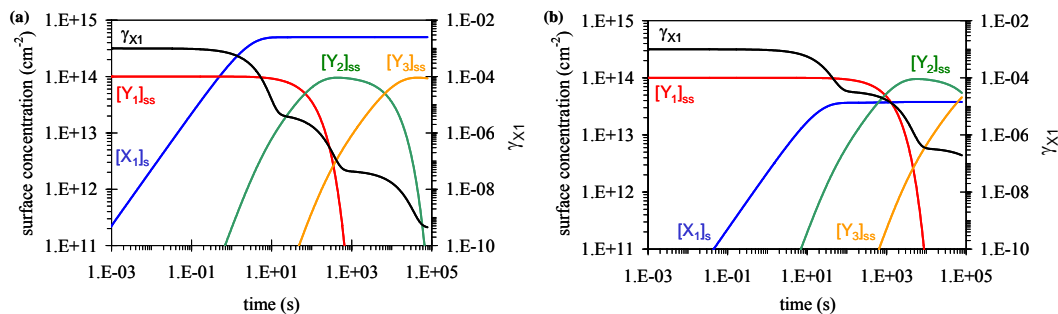 (a)
surface concentration (cm-2)
1.E+15
1.E+14
1.E+13
1.E+12
1.E+11
1.E-02
1.E-04
1.E-06
1.E-08
1.E-10
γX1
γX1
[Y1]ss
[X1]s
[Y2]ss
[Y3]ss
1.E-03 1.E-01 1.E+01 1.E+03 1.E+05
time (s)
(b)
surface concentration (cm-2)
1.E+15
1.E+14
1.E+13
1.E+12
1.E+11
1.E-02
1.E-04
1.E-06
1.E-08
1.E-10
γX1
γX1
[Y1]ss
[Y2]ss
[X1]s
[Y3]ss
1.E-03 1.E-01 1.E+01 1.E+03 1.E+05
time (s)